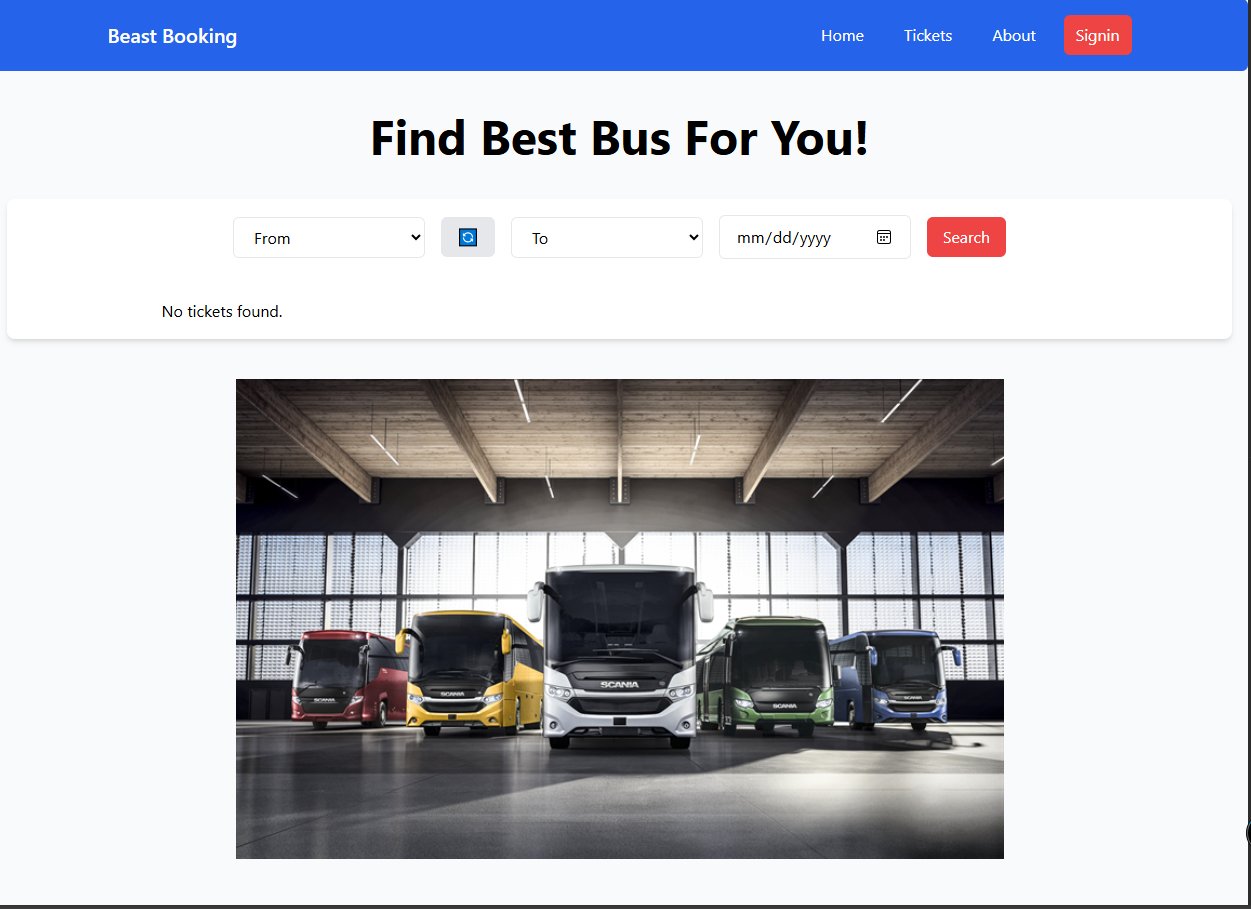 Beast Booking Home Tickets About Signin
Find Best Bus For You!
From To mm/dd/yyyy Search
No tickets found.
SCANIA SCANIA SCANIA SCANIA SCANIA